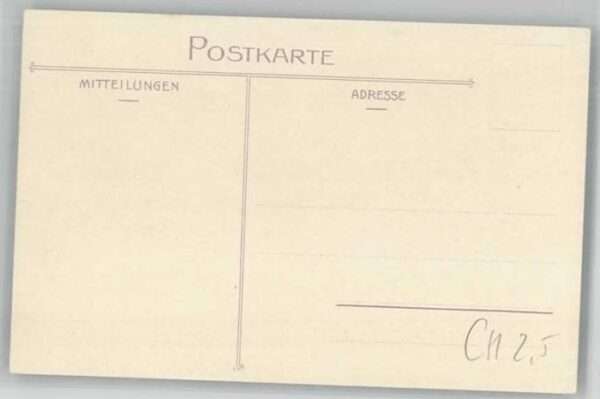 POSTKARTE
MITTEILUNGEN
ADRESSE
CH 2,5